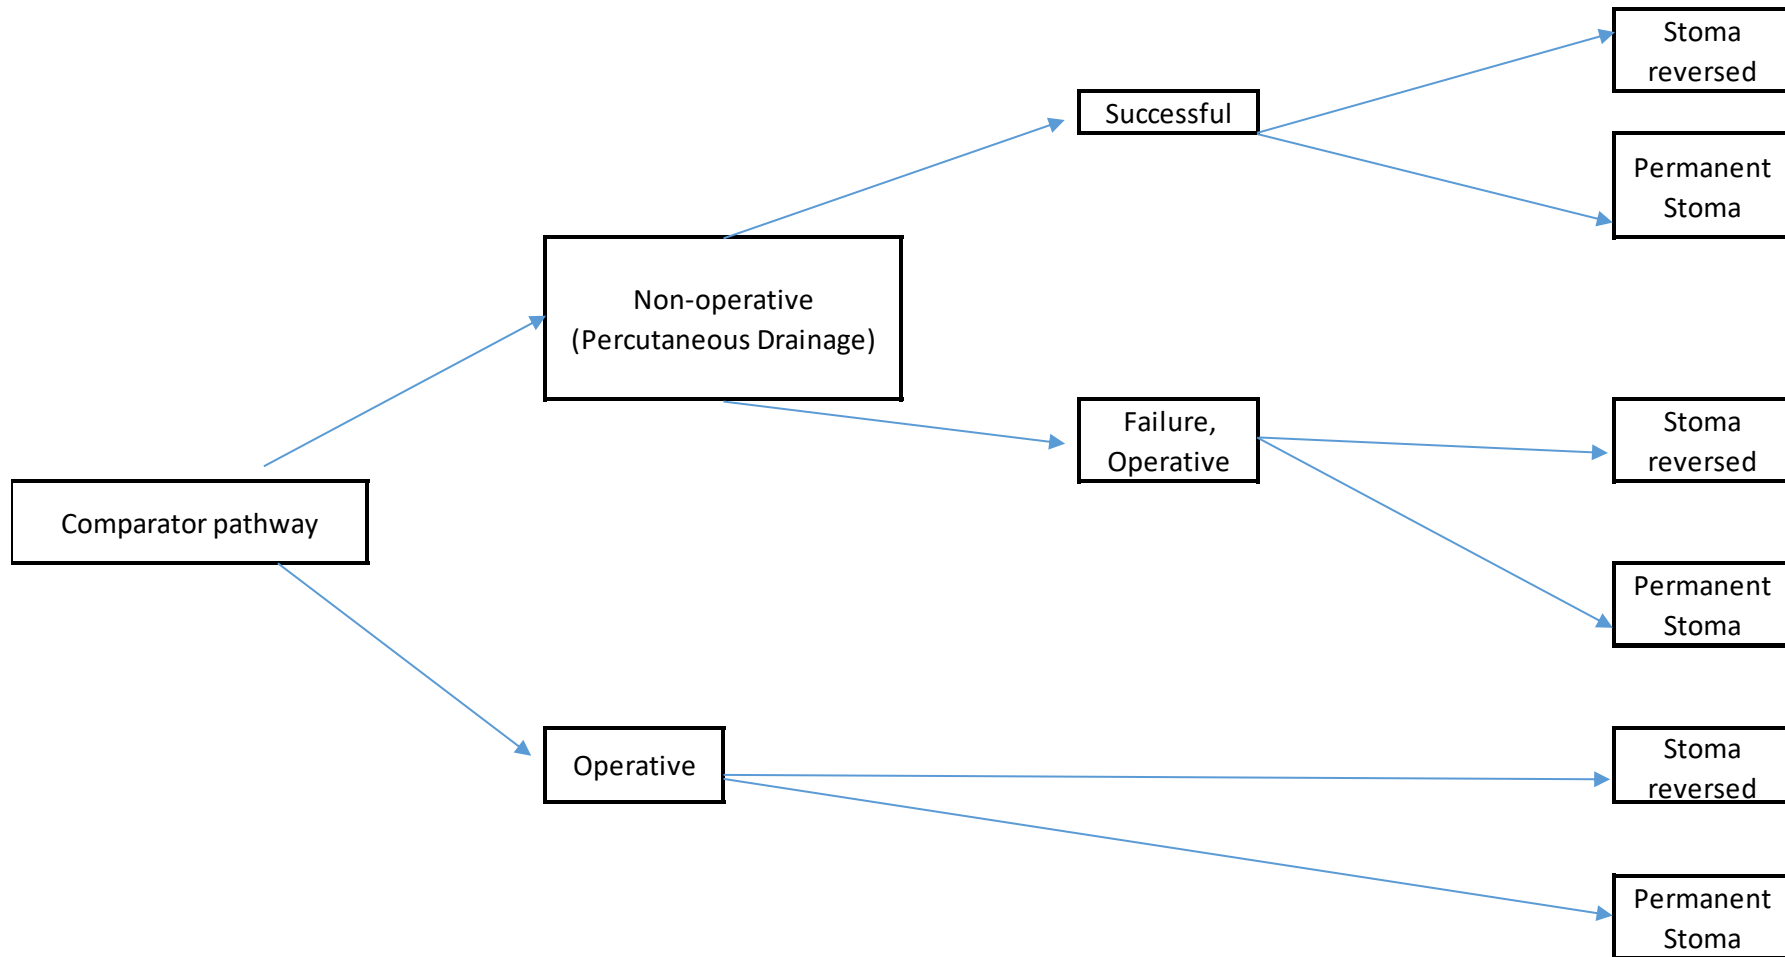 Stoma
reversed
Successful
Permanent
Stoma
Non-operative
(Percutaneous Drainage)
Failure,
Operative
Stoma
reversed
Comparator pathway
Permanent
Stoma
Operative
Stoma
reversed
Permanent
Stoma